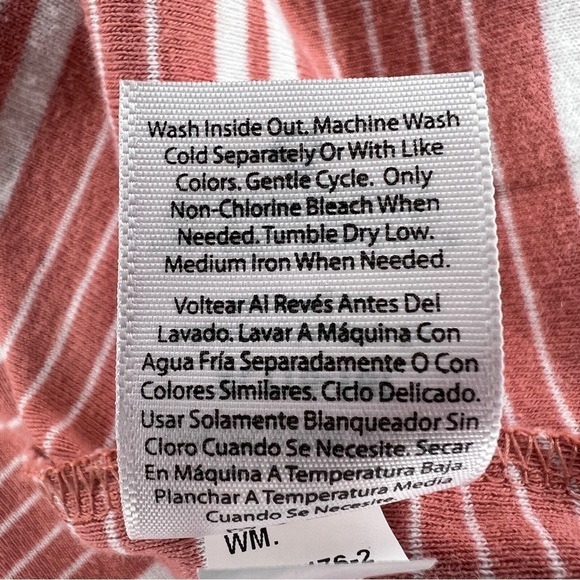 Wash Inside Out. Machine Wash
Cold Separately Or With Like
Colors. Gentle Cycle. Only
Non-Chlorine Bleach When
Needed. Tumble Dry Low.
Medium Iron When Needed.
Voltear Al Revés Antes Del
Lavado. Lavar A Máquina Con
Agua Fría Separadamente O Con
Colores Similares. Ciclo Delicado.
Usar Solamente Blanqueador Sin
Cloro Cuando Se Necesite. Secar
En Máquina A Temperatura Baja.
Planchar A Temperatura Media
Cuando Se Necesite.
WM.